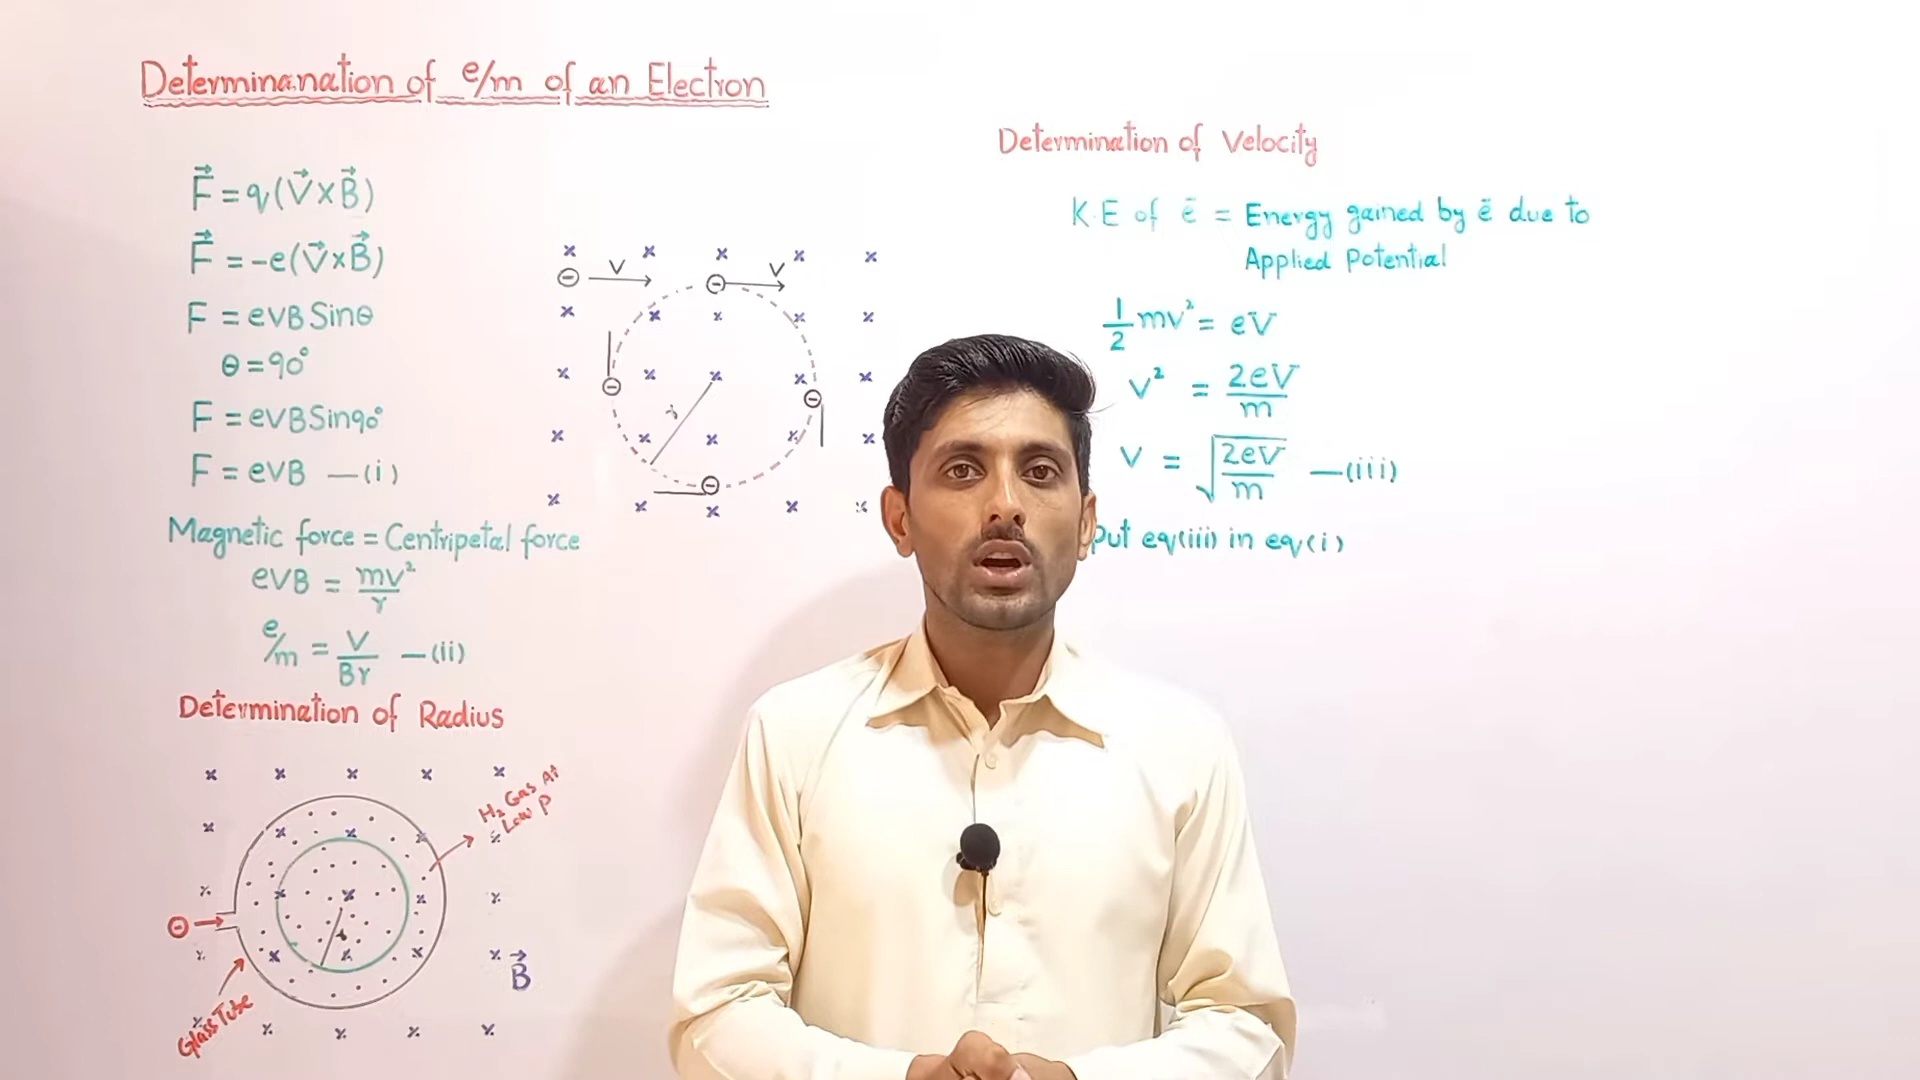 Determinanation of e/m of an Electron
F⃗ = q(V⃗×B⃗)
F⃗ = -e(V⃗×B⃗)
F = evB Sinθ
θ = 90°
F = evB Sin90°
F = evB —(i)
Magnetic force = Centripetal force
evB = mv²/r
e/m = v/Br —(ii)
Determination of Radius
H₂ Gas At
Low P
r
Glass Tube
B⃗
V
V
r
Determination of Velocity
K.E of ē = Energy gained by ē due to
Applied Potential
1/2 mv² = eV
v² = 2eV/m
v = √2eV/m —(iii)
Put eq(iii) in eq(i)